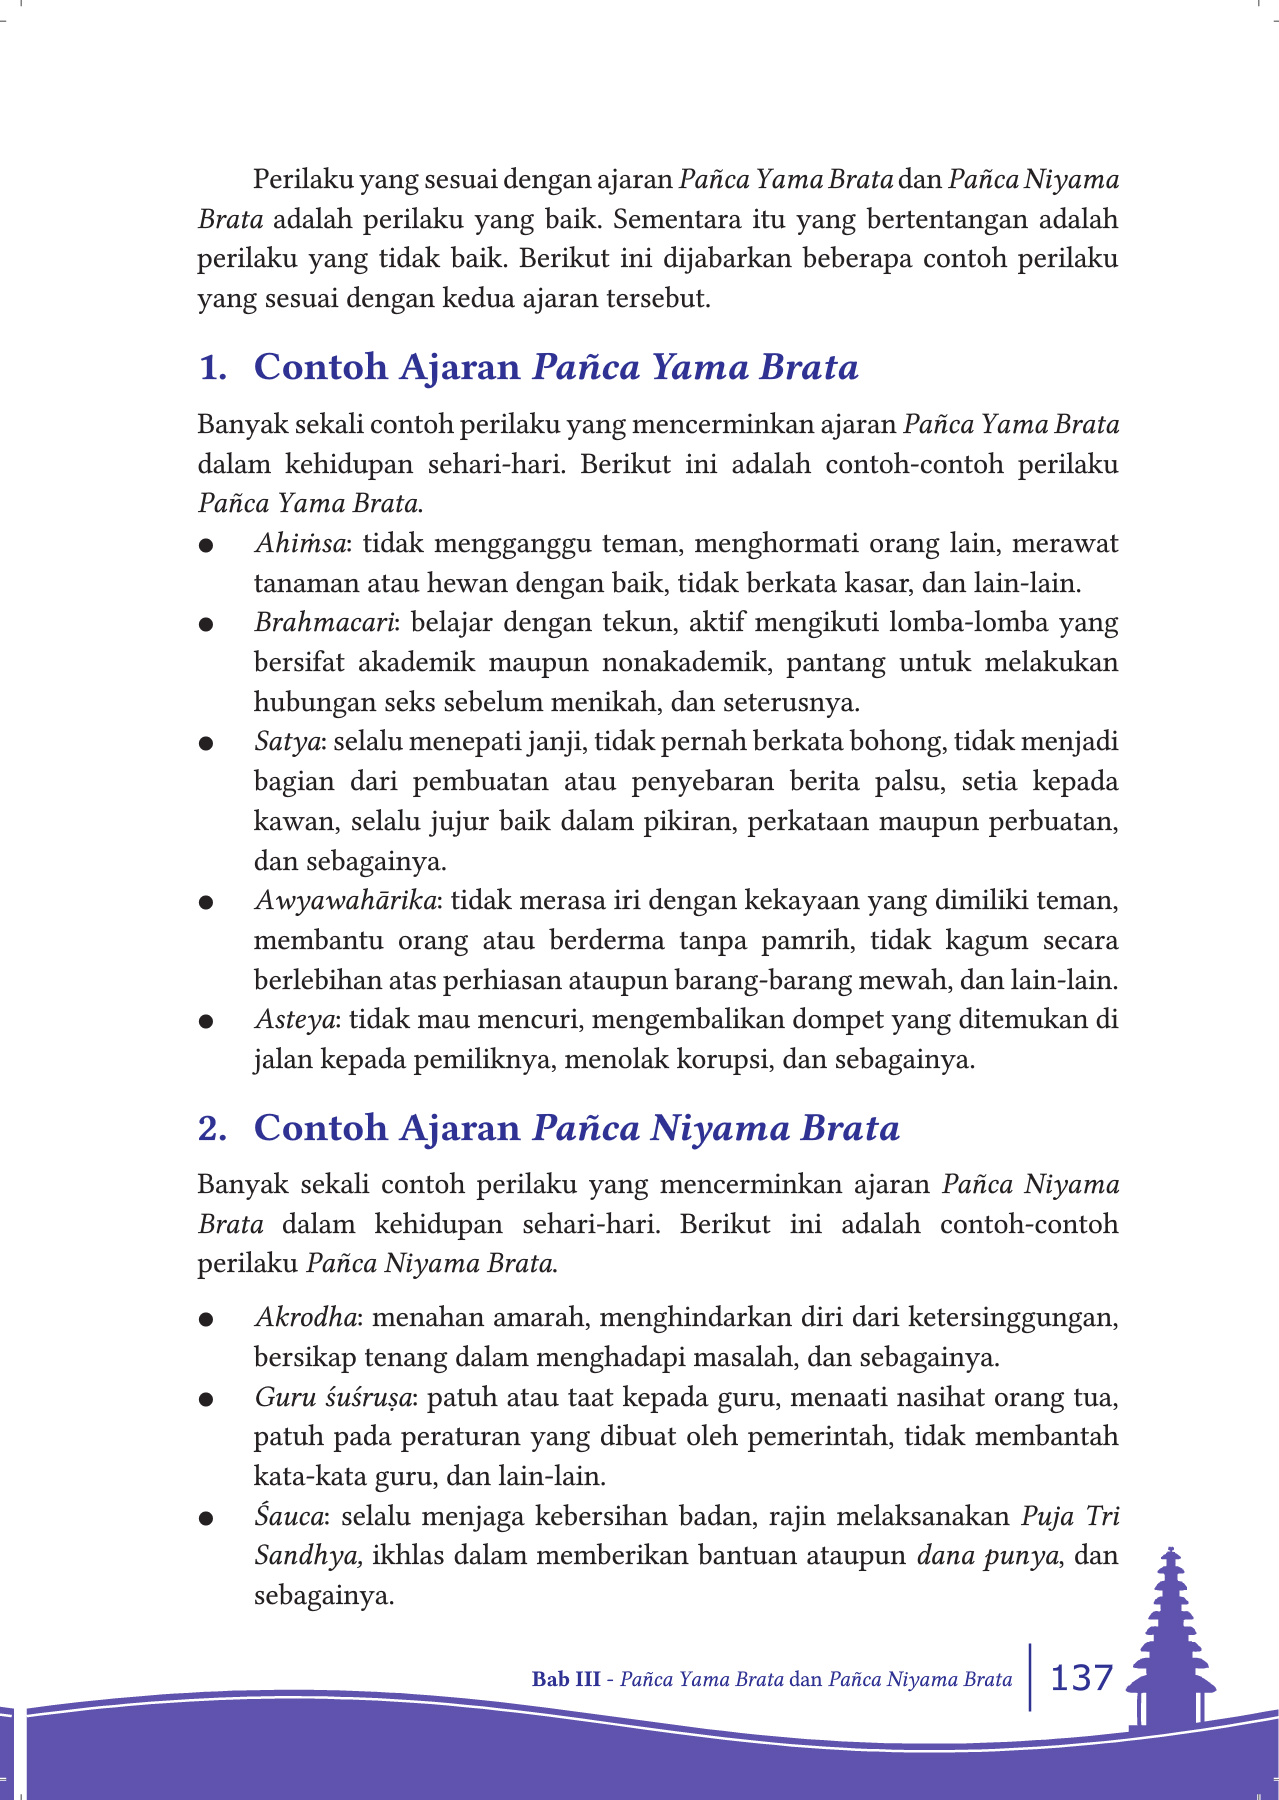 Perilaku yang sesuai dengan ajaran Pañca Yama Brata dan Pañca Niyama
Brata adalah perilaku yang baik. Sementara itu yang bertentangan adalah
perilaku yang tidak baik. Berikut ini dijabarkan beberapa contoh perilaku
yang sesuai dengan kedua ajaran tersebut.
1. Contoh Ajaran Pañca Yama Brata
Banyak sekali contoh perilaku yang mencerminkan ajaran Pañca Yama Brata
dalam kehidupan sehari-hari. Berikut ini adalah contoh-contoh perilaku
Pañca Yama Brata.
● Ahiṁsa: tidak mengganggu teman, menghormati orang lain, merawat
tanaman atau hewan dengan baik, tidak berkata kasar, dan lain-lain.
● Brahmacari: belajar dengan tekun, aktif mengikuti lomba-lomba yang
bersifat akademik maupun nonakademik, pantang untuk melakukan
hubungan seks sebelum menikah, dan seterusnya.
● Satya: selalu menepati janji, tidak pernah berkata bohong, tidak menjadi
bagian dari pembuatan atau penyebaran berita palsu, setia kepada
kawan, selalu jujur baik dalam pikiran, perkataan maupun perbuatan,
dan sebagainya.
● Awyawahārika: tidak merasa iri dengan kekayaan yang dimiliki teman,
membantu orang atau berderma tanpa pamrih, tidak kagum secara
berlebihan atas perhiasan ataupun barang-barang mewah, dan lain-lain.
● Asteya: tidak mau mencuri, mengembalikan dompet yang ditemukan di
jalan kepada pemiliknya, menolak korupsi, dan sebagainya.
2. Contoh Ajaran Pañca Niyama Brata
Banyak sekali contoh perilaku yang mencerminkan ajaran Pañca Niyama
Brata dalam kehidupan sehari-hari. Berikut ini adalah contoh-contoh
perilaku Pañca Niyama Brata.
● Akrodha: menahan amarah, menghindarkan diri dari ketersinggungan,
bersikap tenang dalam menghadapi masalah, dan sebagainya.
● Guru śuśruṣa: patuh atau taat kepada guru, menaati nasihat orang tua,
patuh pada peraturan yang dibuat oleh pemerintah, tidak membantah
kata-kata guru, dan lain-lain.
● Śauca: selalu menjaga kebersihan badan, rajin melaksanakan Puja Tri
Sandhya, ikhlas dalam memberikan bantuan ataupun dana punya, dan
sebagainya.
Bab III - Pañca Yama Brata dan Pañca Niyama Brata 137